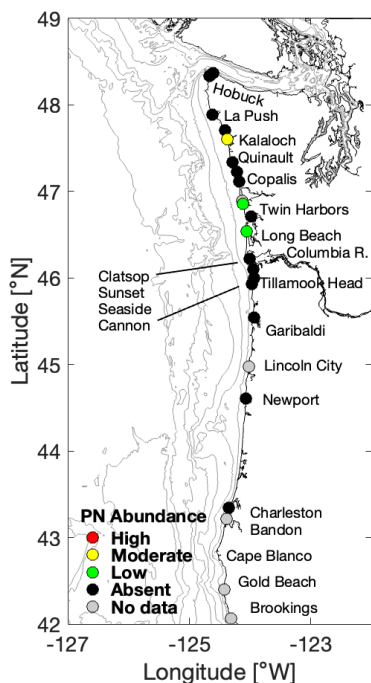 49
48
47
46
45
44
43
42
Latitude [°N]
Hobuck
La Push
Kalaloch
Quinault
Copalis
Twin Harbors
Long Beach
Columbia R.
Clatsop
Sunset
Seaside
Cannon
Tillamook Head
Garibaldi
Lincoln City
Newport
Charleston
Bandon
Cape Blanco
Gold Beach
Brookings
PN Abundance
High
Moderate
Low
Absent
No data
-127 -126 -125 -124 -123
Longitude [°W]